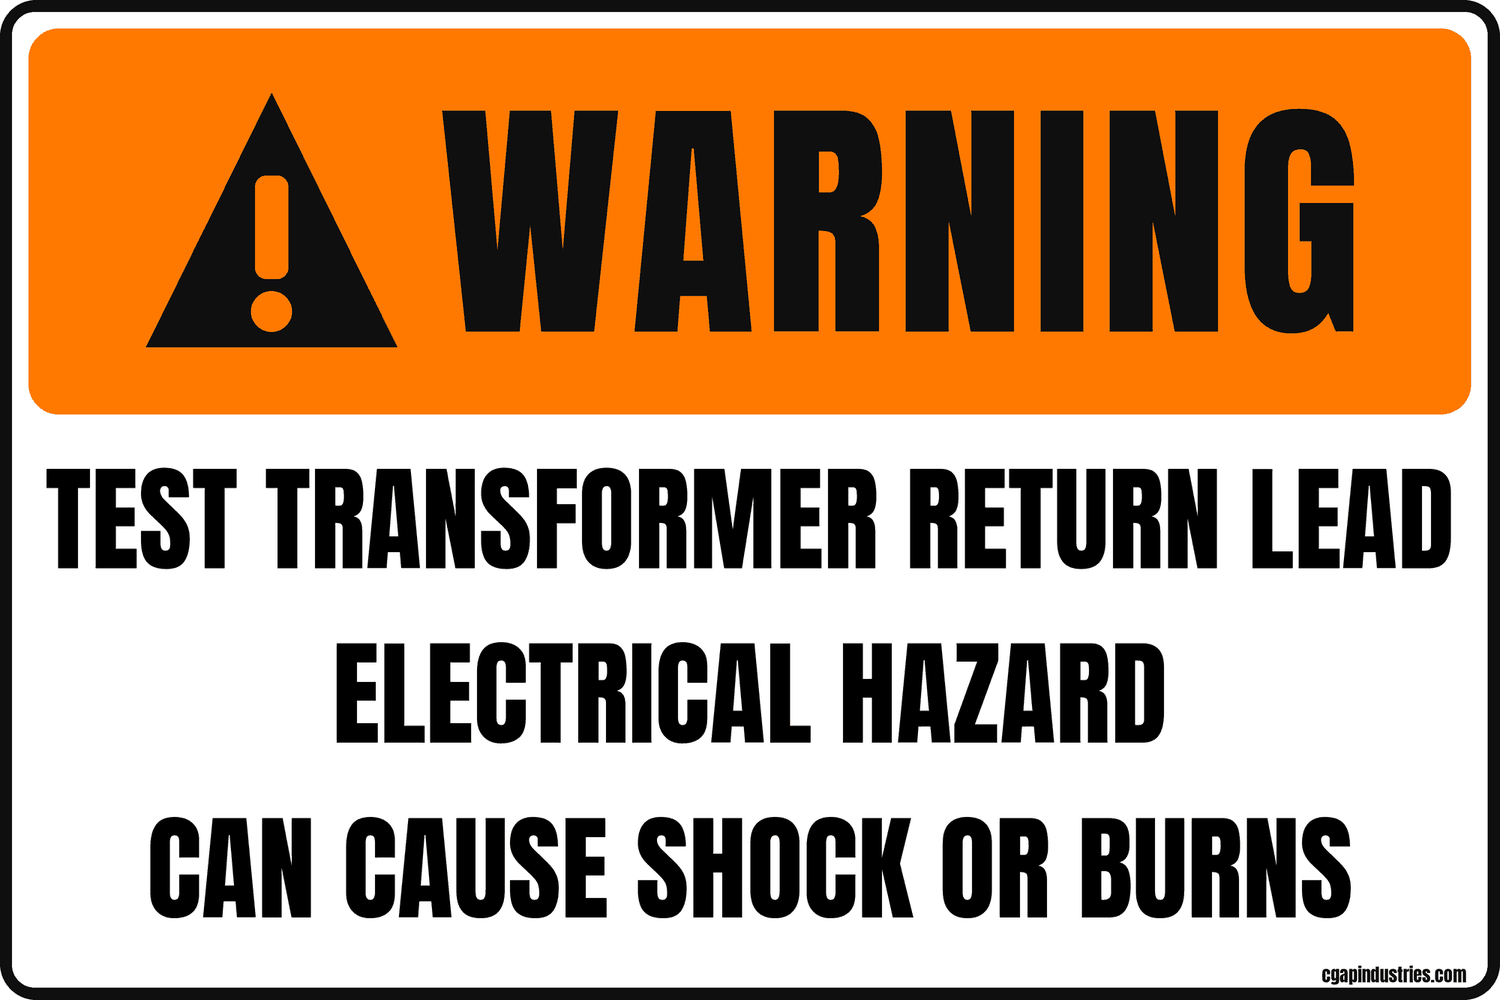 WARNING
TEST TRANSFORMER RETURN LEAD
ELECTRICAL HAZARD
CAN CAUSE SHOCK OR BURNS
cgapindustries.com